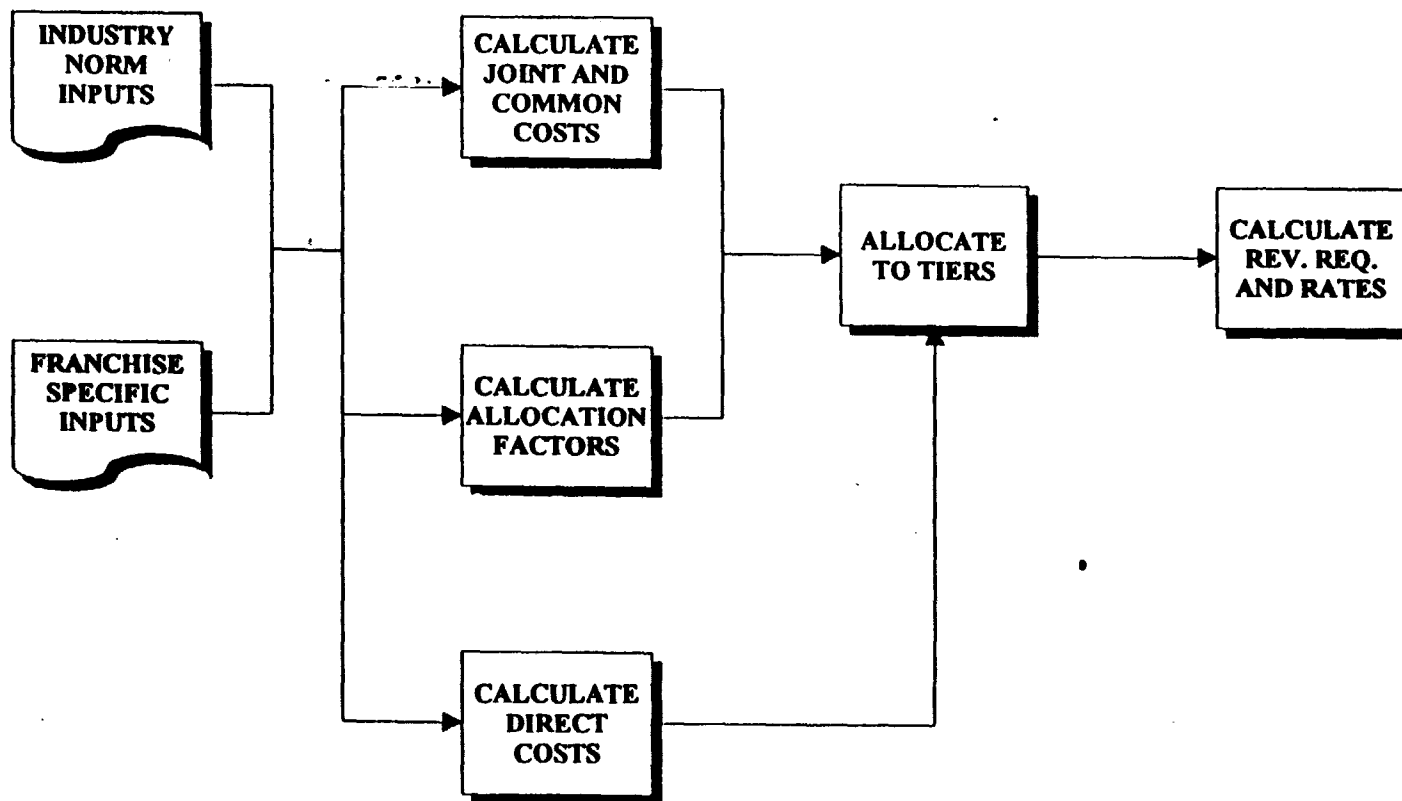 INDUSTRY
NORM
INPUTS
CALCULATE
JOINT AND
COMMON
COSTS
ALLOCATE
TO TIERS
CALCULATE
REV. REQ.
AND RATES
FRANCHISE
SPECIFIC
INPUTS
CALCULATE
ALLOCATION
FACTORS
CALCULATE
DIRECT
COSTS